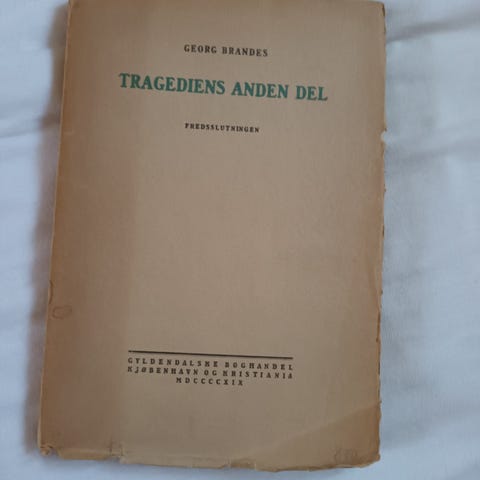 GEORG BRANDES
TRAGEDIENS ANDEN DEL
FREDSSLUTNINGEN
GYLDENDALSKE BOGHANDEL
KJØBENHAVN OG KRISTIANIA
MDCCCCXIX